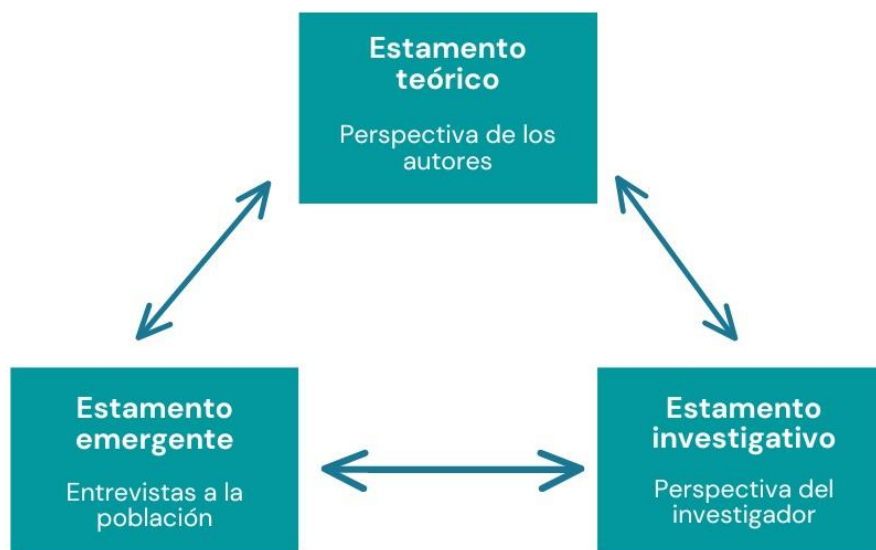 Estamento
teórico
Perspectiva de los
autores
Estamento
emergente
Entrevistas a la
población
Estamento
investigativo
Perspectiva del
investigador